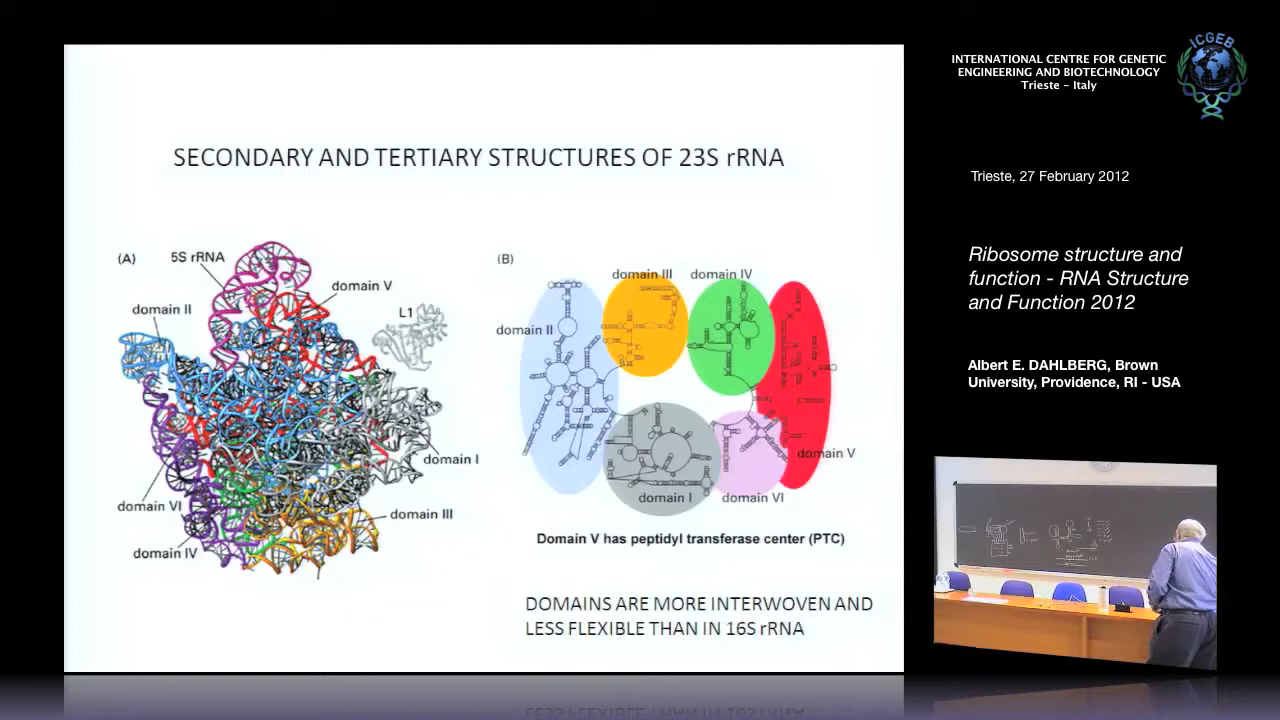 SECONDARY AND TERTIARY STRUCTURES OF 23S rRNA
(A)
5S rRNA
domain V
domain II
L1
domain I
domain VI
domain III
domain IV
(B)
domain III
domain IV
domain II
domain V
domain I
domain VI
Domain V has peptidyl transferase center (PTC)
DOMAINS ARE MORE INTERWOVEN AND
LESS FLEXIBLE THAN IN 16S rRNA
INTERNATIONAL CENTRE FOR GENETIC
ENGINEERING AND BIOTECHNOLOGY
Trieste - Italy
ICGEB
Trieste, 27 February 2012
Ribosome structure and
function - RNA Structure
and Function 2012
Albert E. DAHLBERG, Brown
University, Providence, RI - USA